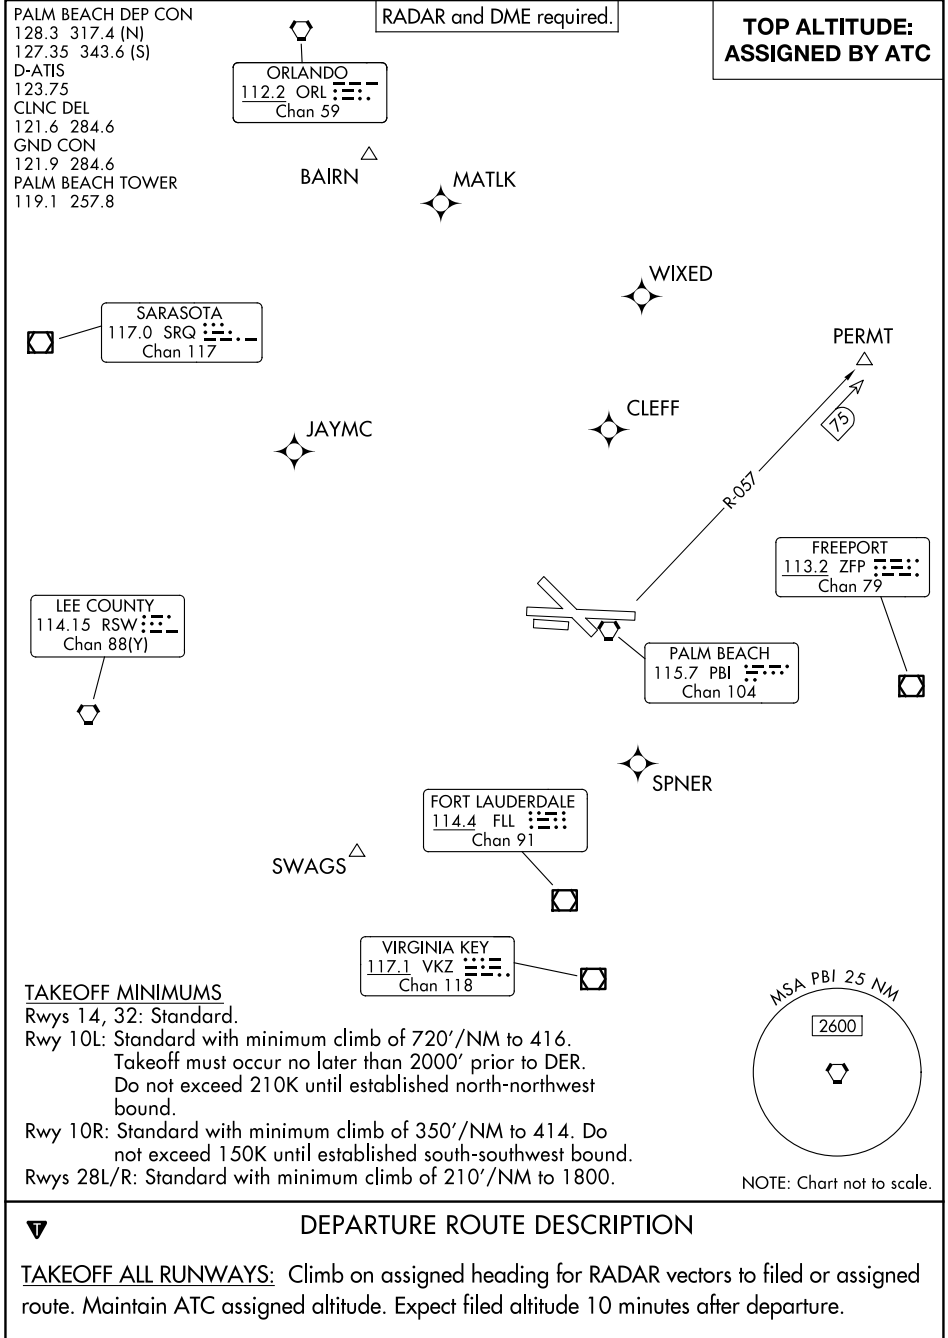 PALM BEACH DEP CON
128.3 317.4 (N)
127.35 343.6 (S)
D-ATIS
123.75
CLNC DEL
121.6 284.6
GND CON
121.9 284.6
PALM BEACH TOWER
119.1 257.8
RADAR and DME required.
TOP ALTITUDE:
ASSIGNED BY ATC
ORLANDO
112.2 ORL
Chan 59
BAIRN
MATLK
WIXED
SARASOTA
117.0 SRQ
Chan 117
PERMT
75
CLEFF
JAYMC
R-057
FREEPORT
113.2 ZFP
Chan 79
LEE COUNTY
114.15 RSW
Chan 88(Y)
PALM BEACH
115.7 PBI
Chan 104
SPNER
FORT LAUDERDALE
114.4 FLL
Chan 91
SWAGS
VIRGINIA KEY
117.1 VKZ
Chan 118
MSA PBI 25 NM
2600
NOTE: Chart not to scale.
TAKEOFF MINIMUMS
Rwys 14, 32: Standard.
Rwy 10L: Standard with minimum climb of 720'/NM to 416.
Takeoff must occur no later than 2000' prior to DER.
Do not exceed 210K until established north-northwest
bound.
Rwy 10R: Standard with minimum climb of 350'/NM to 414. Do
not exceed 150K until established south-southwest bound.
Rwys 28L/R: Standard with minimum climb of 210'/NM to 1800.
T
DEPARTURE ROUTE DESCRIPTION
TAKEOFF ALL RUNWAYS: Climb on assigned heading for RADAR vectors to filed or assigned
route. Maintain ATC assigned altitude. Expect filed altitude 10 minutes after departure.